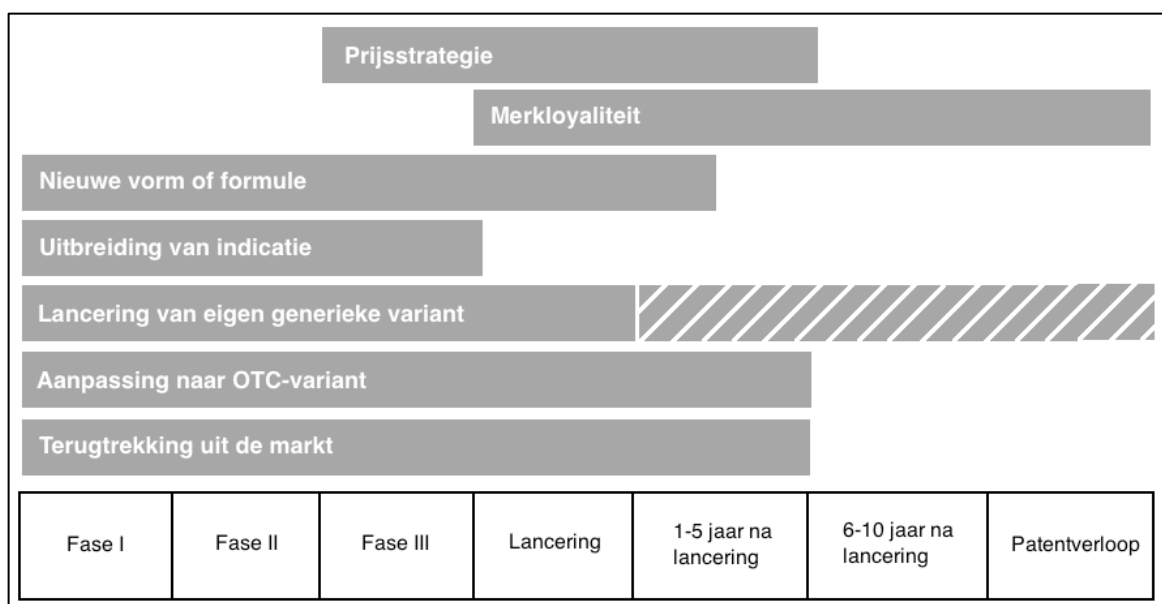 Prijsstrategie
Merkloyaliteit
Nieuwe vorm of formule
Uitbreiding van indicatie
Lancering van eigen generieke variant
Aanpassing naar OTC-variant
Terugtrekking uit de markt
Fase I
Fase II
Fase III
Lancering
1-5 jaar na
lancering
6-10 jaar na
lancering
Patentverloop